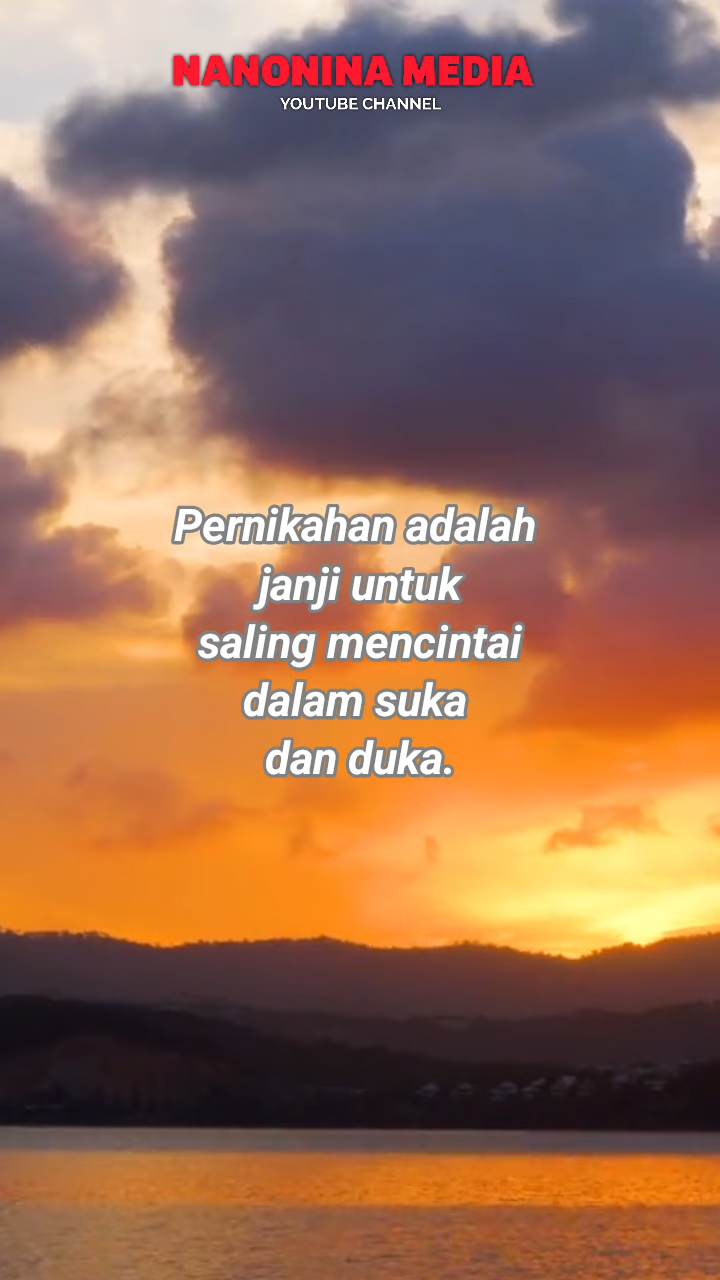 NANONINA MEDIA
YOUTUBE CHANNEL
Pernikahan adalah
janji untuk
saling mencintai
dalam suka
dan duka.